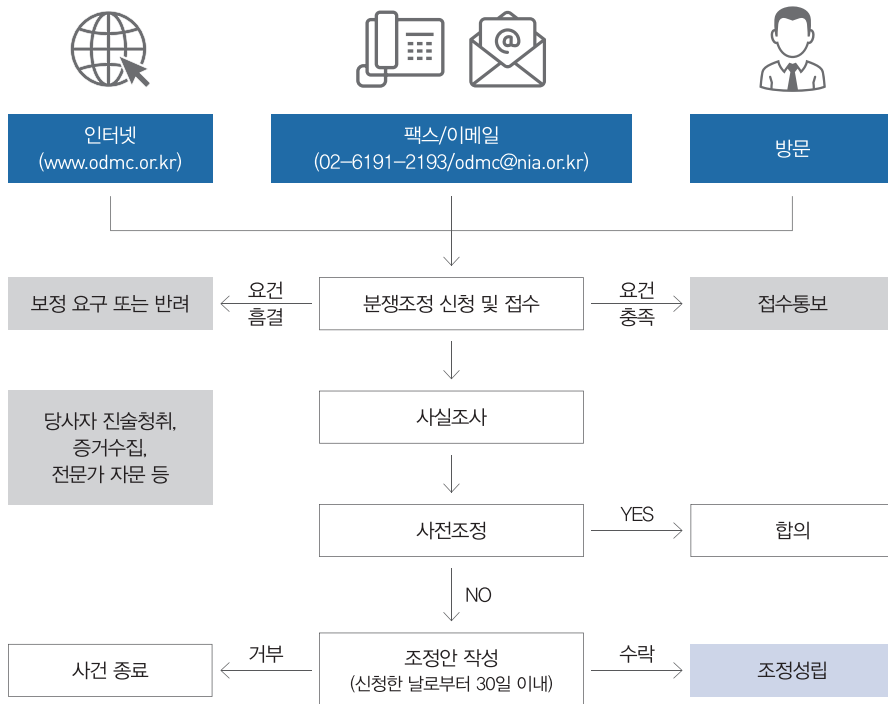 @
인터넷
(www.odmc.or.kr)
팩스/이메일
(02-6191-2193/odmc@nia.or.kr)
방문
보정 요구 또는 반려
요건
흠결
분쟁조정 신청 및 접수
요건
충족
접수통보
당사자 진술청취,
증거수집,
전문가 자문 등
사실조사
사전조정
YES
합의
NO
사건 종료
거부
조정안 작성
(신청한 날로부터 30일 이내)
수락
조정성립